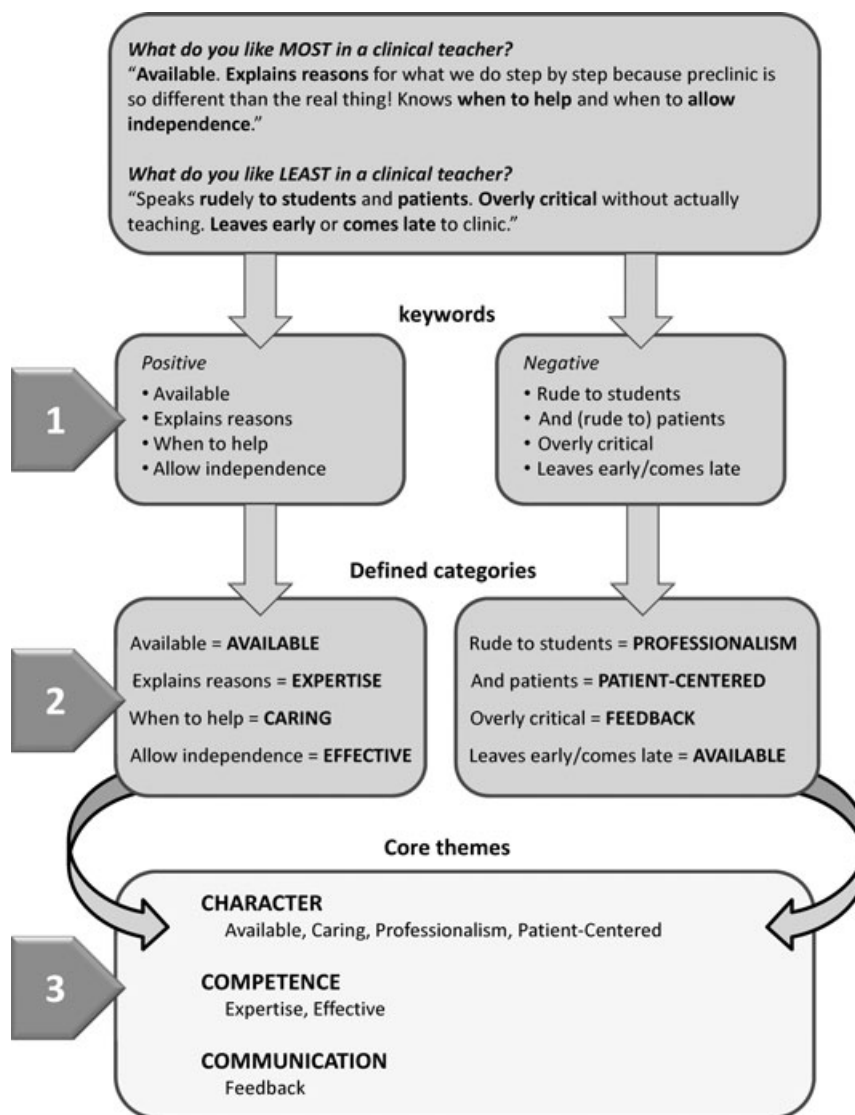 What do you like MOST in a clinical teacher?
“Available. Explains reasons for what we do step by step because preclinic is
so different than the real thing! Knows when to help and when to allow
independence.”
What do you like LEAST in a clinical teacher?
“Speaks rudely to students and patients. Overly critical without actually
teaching. Leaves early or comes late to clinic.”
keywords
1
Positive
• Available
• Explains reasons
• When to help
• Allow independence
Negative
• Rude to students
• And (rude to) patients
• Overly critical
• Leaves early/comes late
Defined categories
2
Available = AVAILABLE
Explains reasons = EXPERTISE
When to help = CARING
Allow independence = EFFECTIVE
Rude to students = PROFESSIONALISM
And patients = PATIENT-CENTERED
Overly critical = FEEDBACK
Leaves early/comes late = AVAILABLE
Core themes
3
CHARACTER
Available, Caring, Professionalism, Patient-Centered
COMPETENCE
Expertise, Effective
COMMUNICATION
Feedback